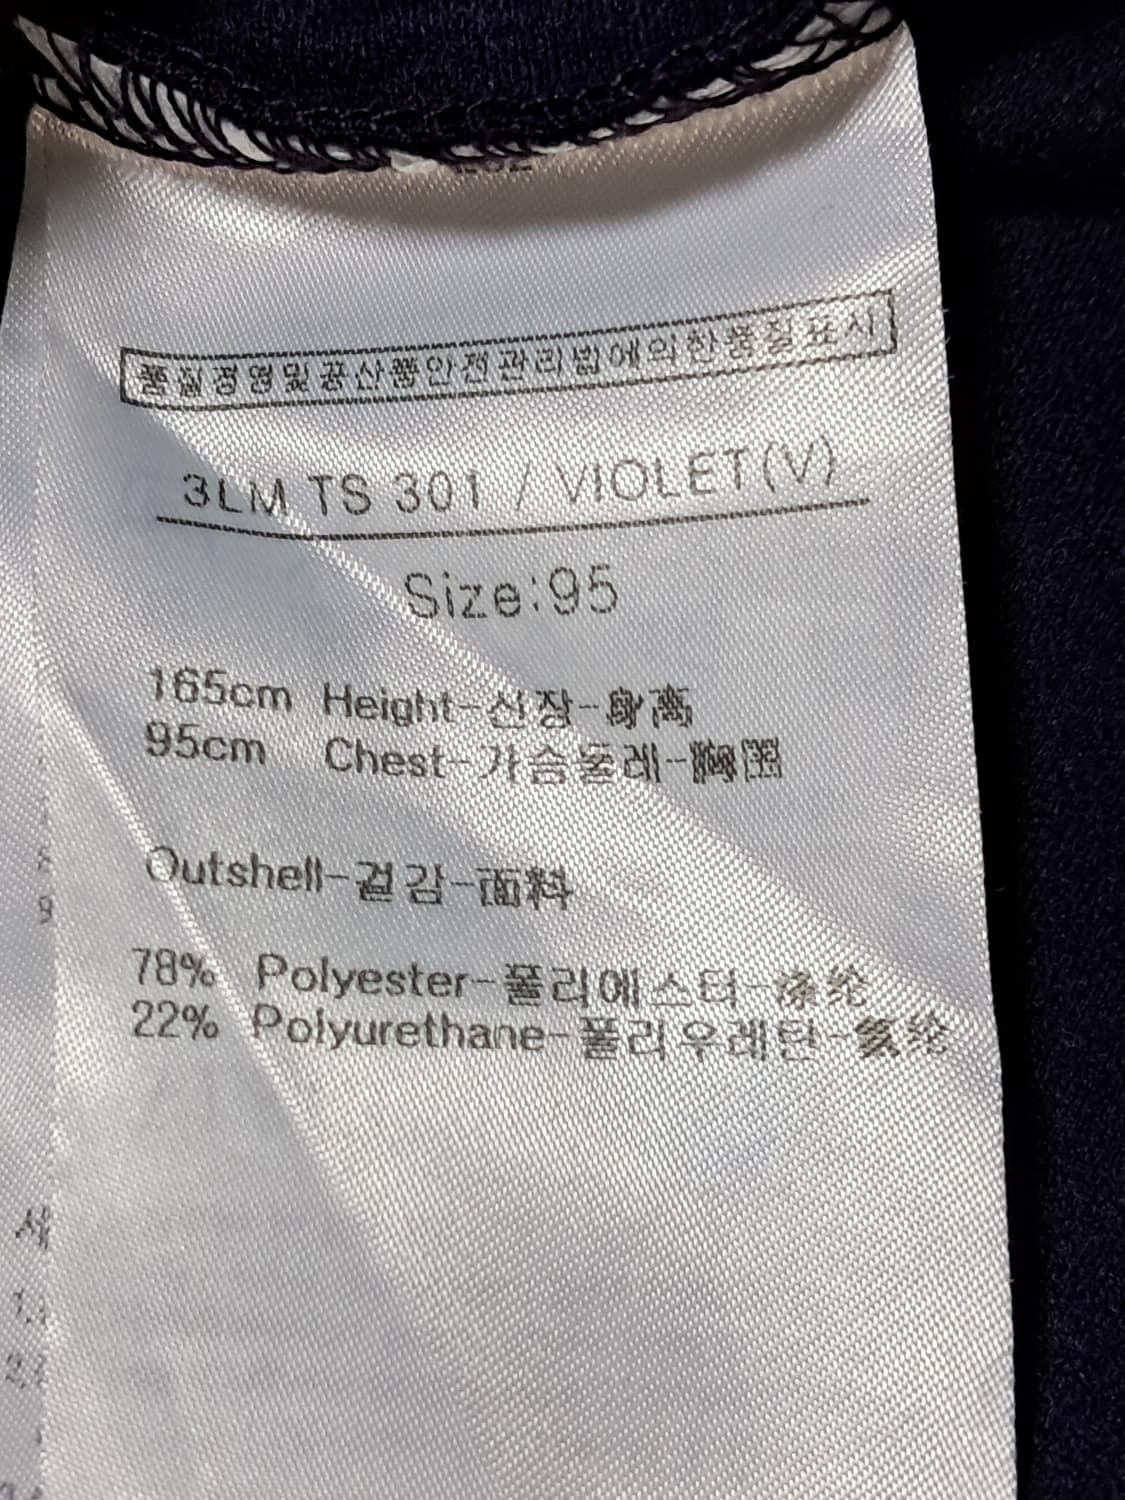 품질경영및공산품안전관리법에의한품질표시
3LM TS 301 / VIOLET(V)
Size:95
165cm Height-신장-身高
95cm Chest-가슴둘레-胸围
Outshell-겉감-面料
78% Polyester-폴리에스터-涤纶
22% Polyurethane-폴리우레탄-氨纶